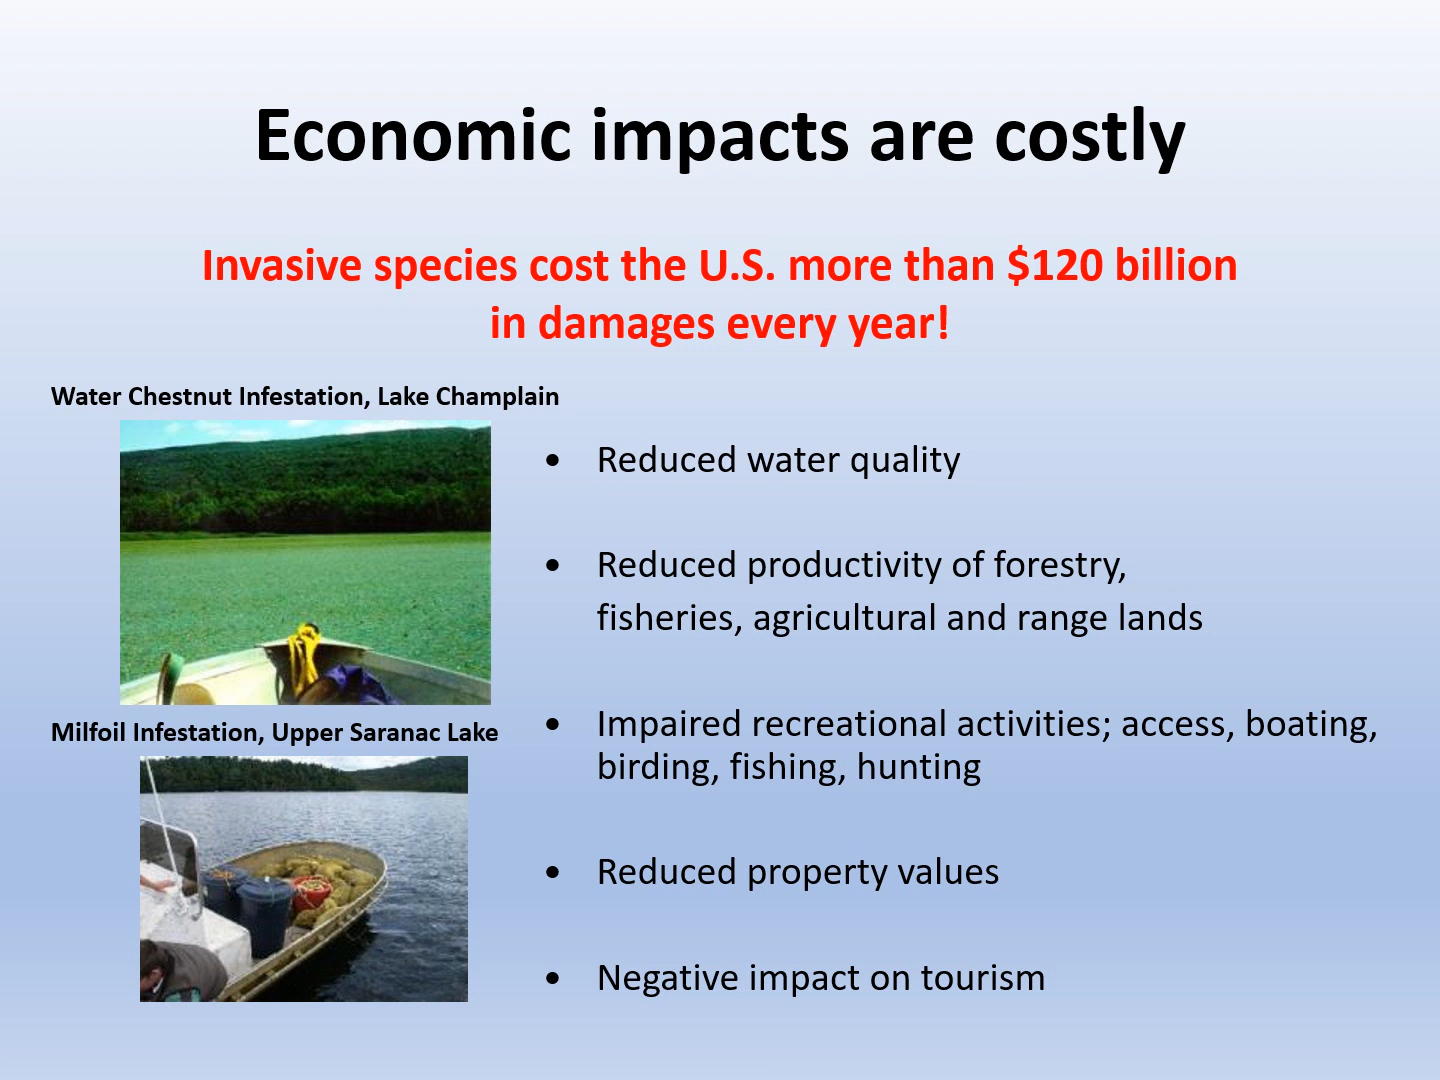 Economic impacts are costly
Invasive species cost the U.S. more than $120 billion
in damages every year!
Water Chestnut Infestation, Lake Champlain
Milfoil Infestation, Upper Saranac Lake
• Reduced water quality
• Reduced productivity of forestry,
fisheries, agricultural and range lands
• Impaired recreational activities; access, boating,
birding, fishing, hunting
• Reduced property values
• Negative impact on tourism